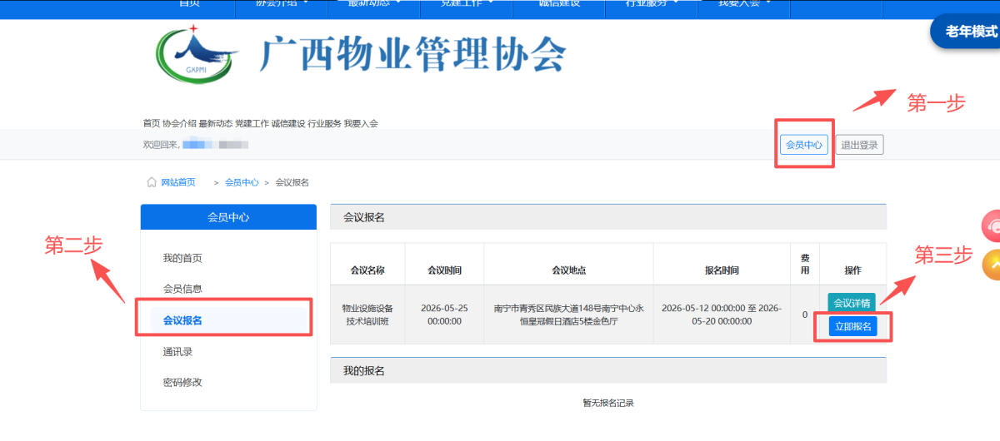 首页 协会介绍 最新动态 党建工作 诚信建设 行业服务 我要入会
老年模式
GXPMI
广西物业管理协会
第一步
首页 协会介绍 最新动态 党建工作 诚信建设 行业服务 我要入会
欢迎回来,
会员中心 退出登录
网站首页 > 会员中心 > 会议报名
会员中心
会议报名
第二步
第三步
我的首页
会员信息
会议报名
通讯录
密码修改
会议名称 会议时间 会议地点 报名时间 费用 操作
物业设施设备
技术培训班
2026-05-25
00:00:00
南宁市青秀区民族大道148号南宁中心永
恒皇冠假日酒店5楼金色厅
2026-05-12 00:00:00 至 2026-
05-20 00:00:00
0
会议详情
立即报名
我的报名
暂无报名记录